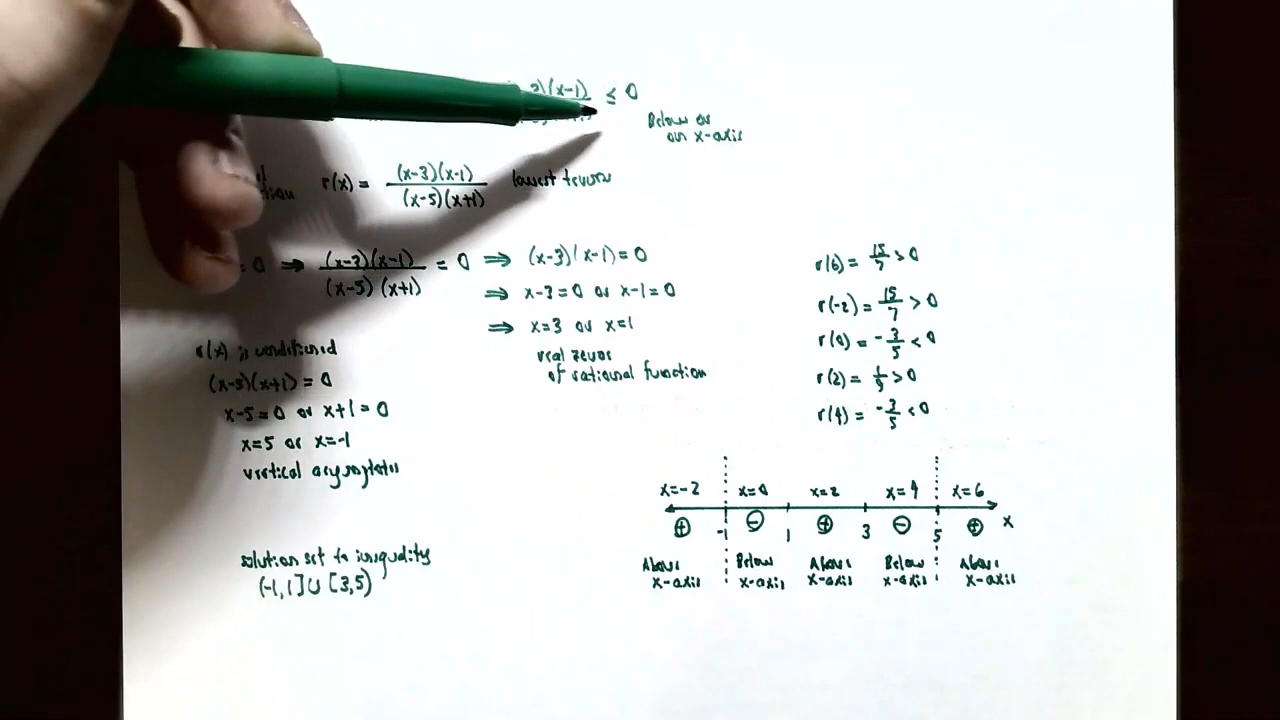 (x-1) ≤ 0
Below or
on x-axis
r(x) = (x-3)(x-1) / (x-5)(x+1) lowest terms
= 0 ⇒ (x-3)(x-1) / (x-5)(x+1) = 0 ⇒ (x-3)(x-1) = 0
⇒ x-3=0 or x-1=0
⇒ x=3 or x=1
real zeros
of rational function
r(x) is undefined
(x-5)(x+1) = 0
x-5=0 or x+1=0
x=5 or x=-1
vertical asymptotes
r(6) = 15/7 > 0
r(-2) = 15/7 > 0
r(0) = -3/5 < 0
r(2) = 1/9 > 0
r(4) = -3/5 < 0
x=-2 x=0 x=2 x=4 x=6
+ - + - +
-1 1 3 5 x
Above Below Above Below Above
x-axis x-axis x-axis x-axis x-axis
solution set to inequality
(-1,1]∪[3,5)